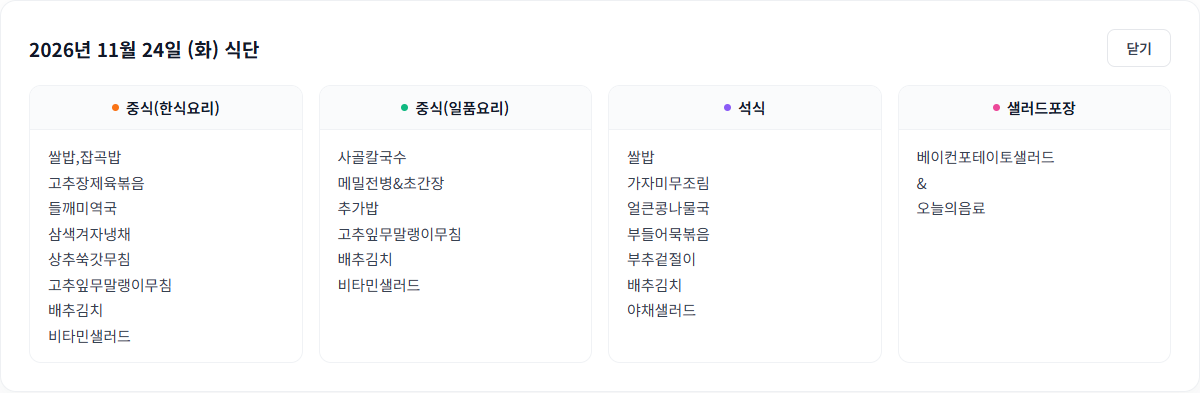 2026년 11월 24일 (화) 식단
닫기
중식(한식요리)
쌀밥,잡곡밥
고추장제육볶음
들깨미역국
삼색겨자냉채
상추쑥갓무침
고추잎무말랭이무침
배추김치
비타민샐러드
중식(일품요리)
사골칼국수
메밀전병&초간장
추가밥
고추잎무말랭이무침
배추김치
비타민샐러드
석식
쌀밥
가자미무조림
얼큰콩나물국
부들어묵볶음
부추겉절이
배추김치
야채샐러드
샐러드포장
베이컨포테이토샐러드
&
오늘의음료